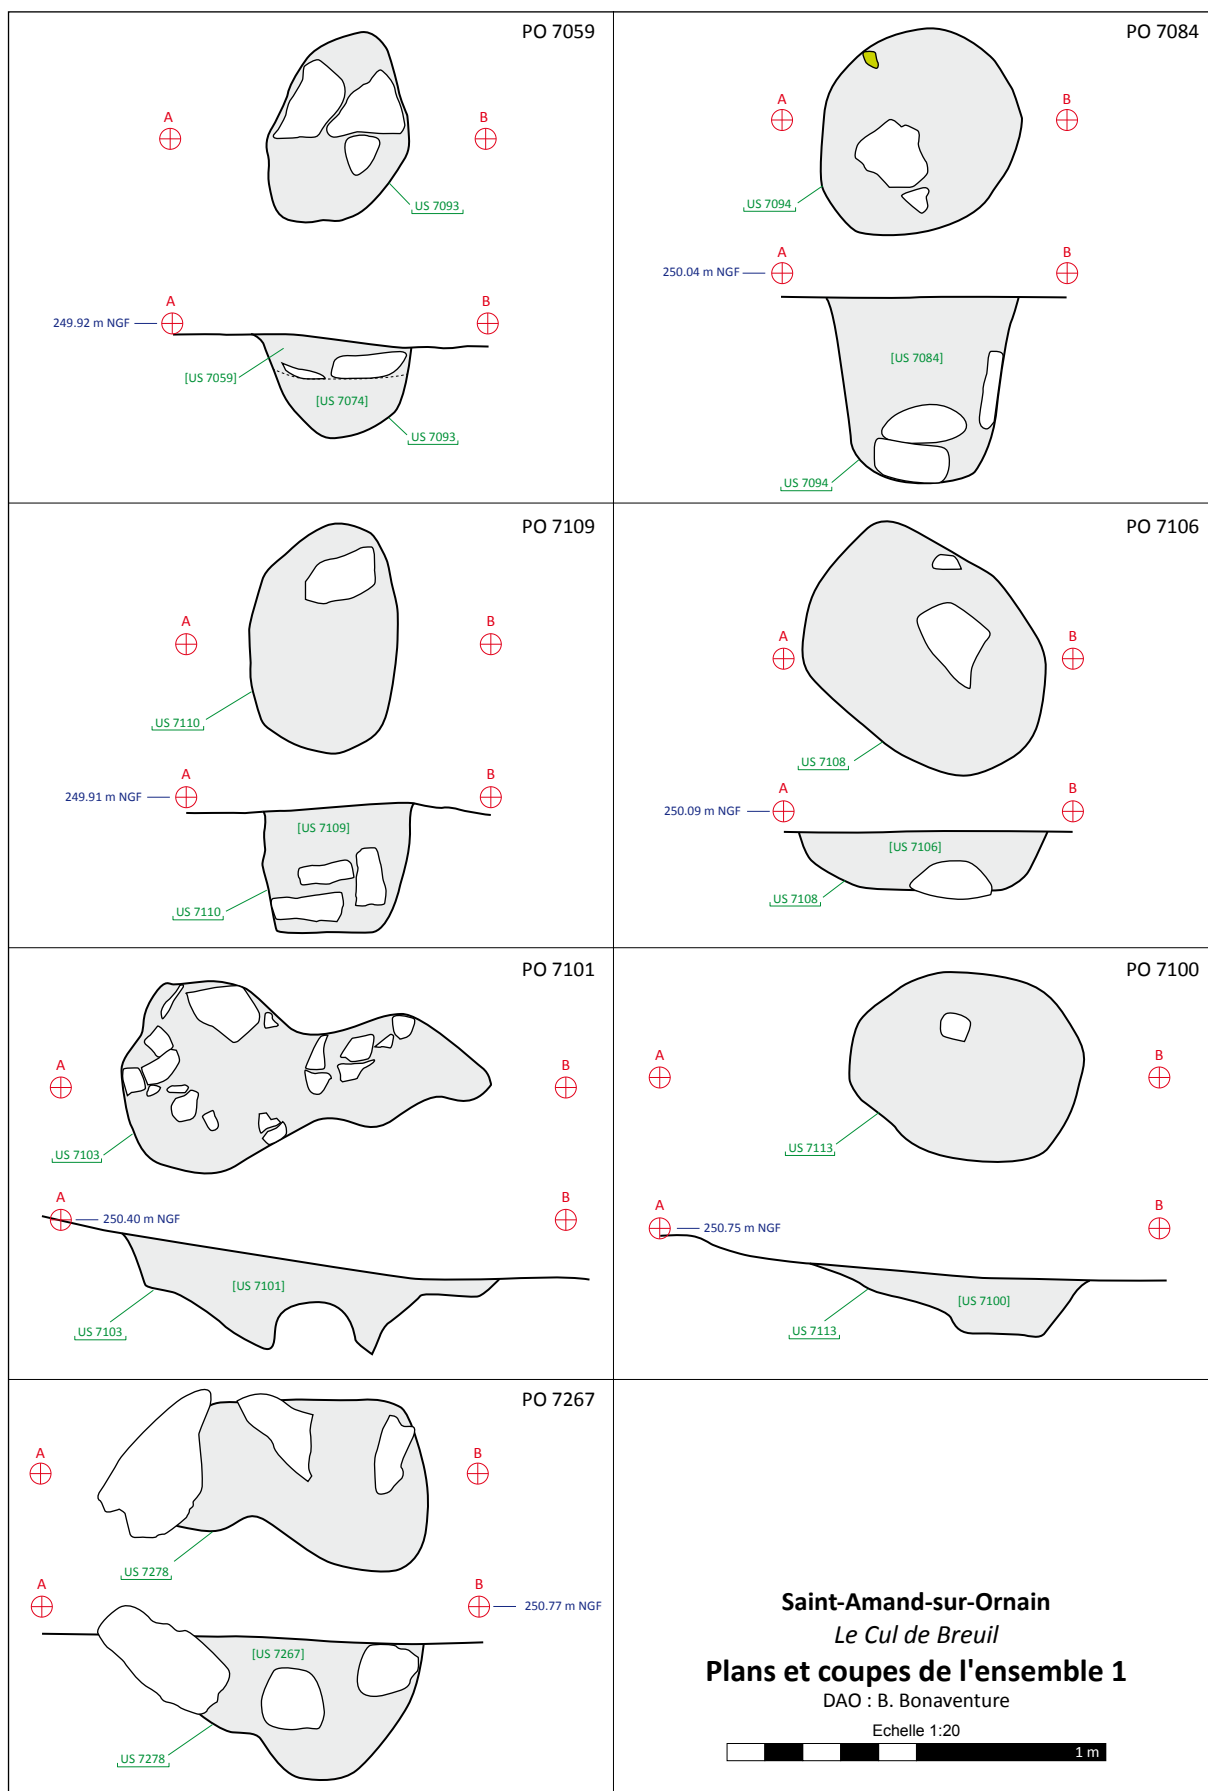 PO 7059
A
B
US 7093
A
B
249.92 m NGF
[US 7059]
[US 7074]
US 7093
PO 7084
A
B
US 7094
A
B
250.04 m NGF
[US 7084]
US 7094
PO 7109
A
B
US 7110
A
B
249.91 m NGF
[US 7109]
US 7110
PO 7106
A
B
US 7108
A
B
250.09 m NGF
[US 7106]
US 7108
PO 7101
A
B
US 7103
A
B
250.40 m NGF
[US 7101]
US 7103
PO 7100
A
B
US 7113
A
B
250.75 m NGF
[US 7100]
US 7113
PO 7267
A
B
US 7278
A
B
250.77 m NGF
[US 7267]
US 7278
Saint-Amand-sur-Ornain
Le Cul de Breuil
Plans et coupes de l'ensemble 1
DAO : B. Bonaventure
Echelle 1:20
1 m